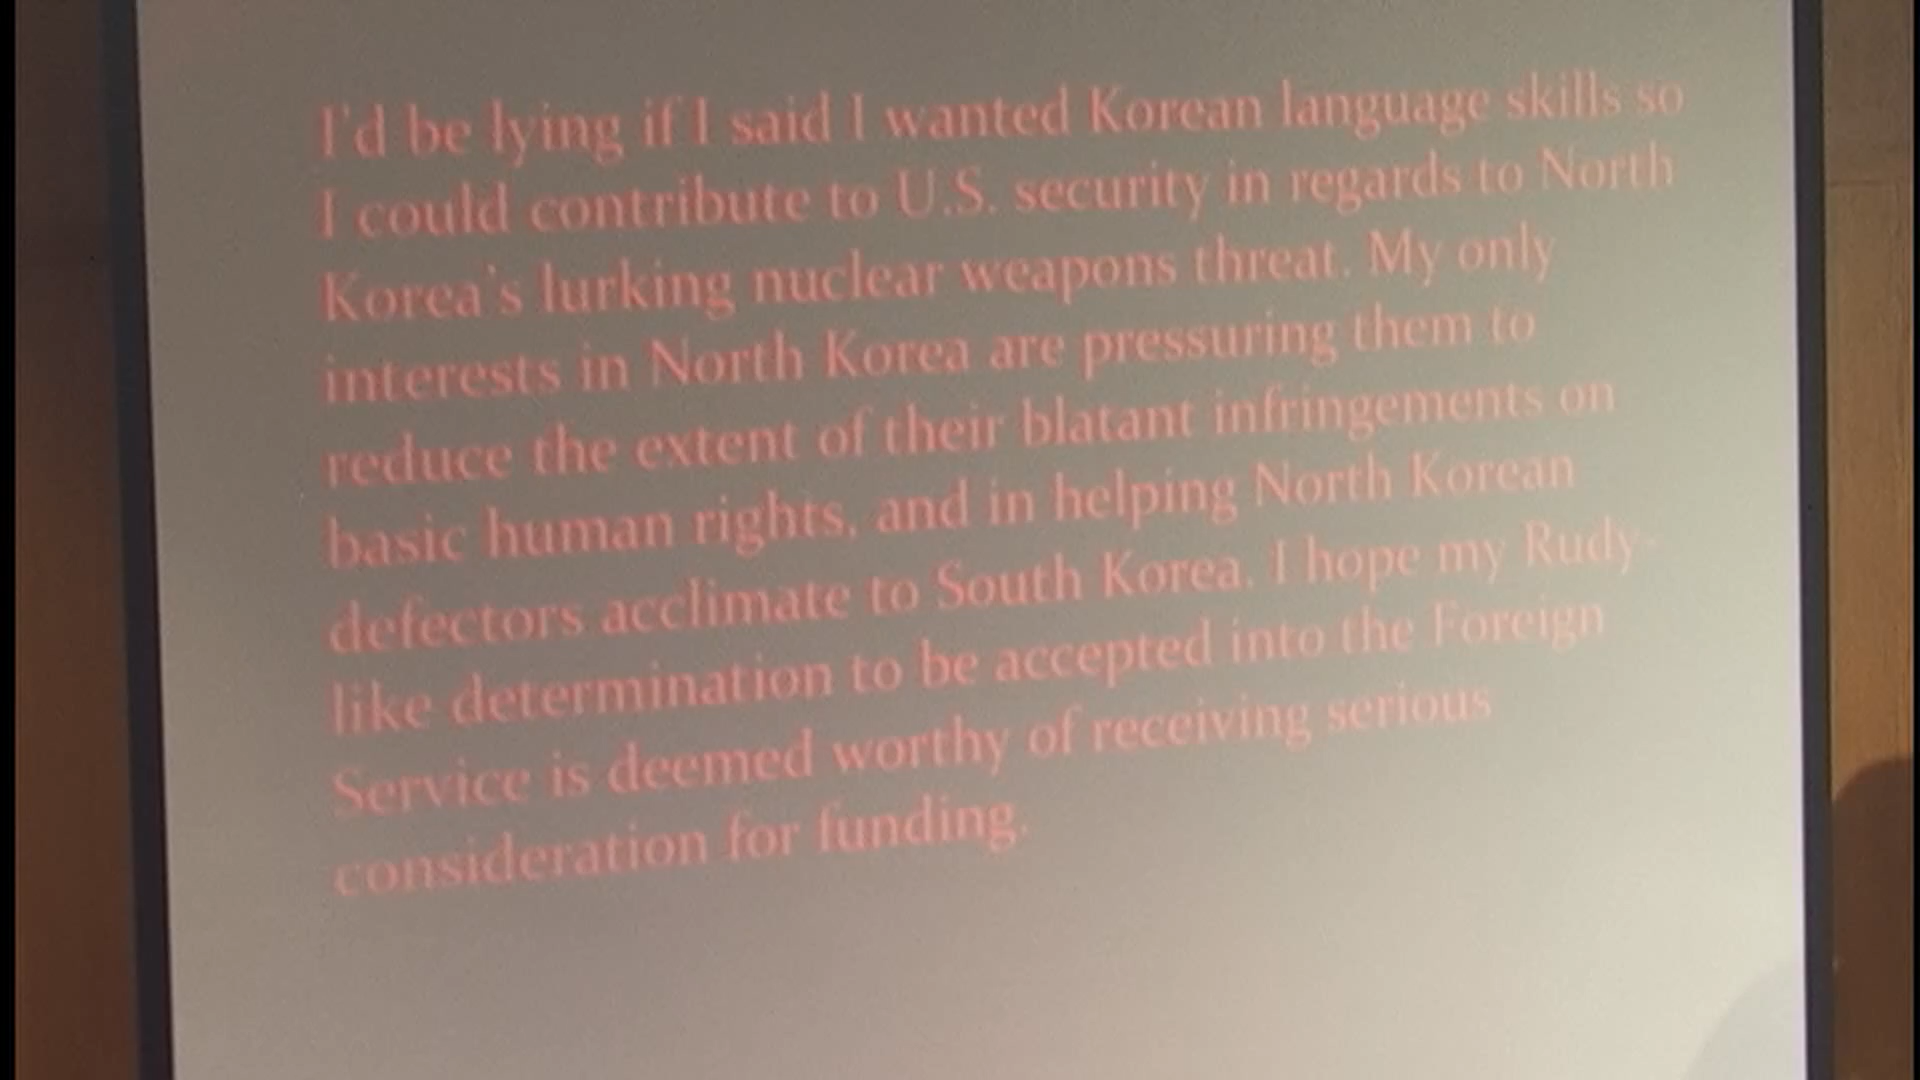 I'd be lying if I said I wanted Korean language skills so
I could contribute to U.S. security in regards to North
Korea's lurking nuclear weapons threat. My only
interests in North Korea are pressuring them to
reduce the extent of their blatant infringements on
basic human rights, and in helping North Korean
defectors acclimate to South Korea. I hope my Rudy-
like determination to be accepted into the Foreign
Service is deemed worthy of receiving serious
consideration for funding.